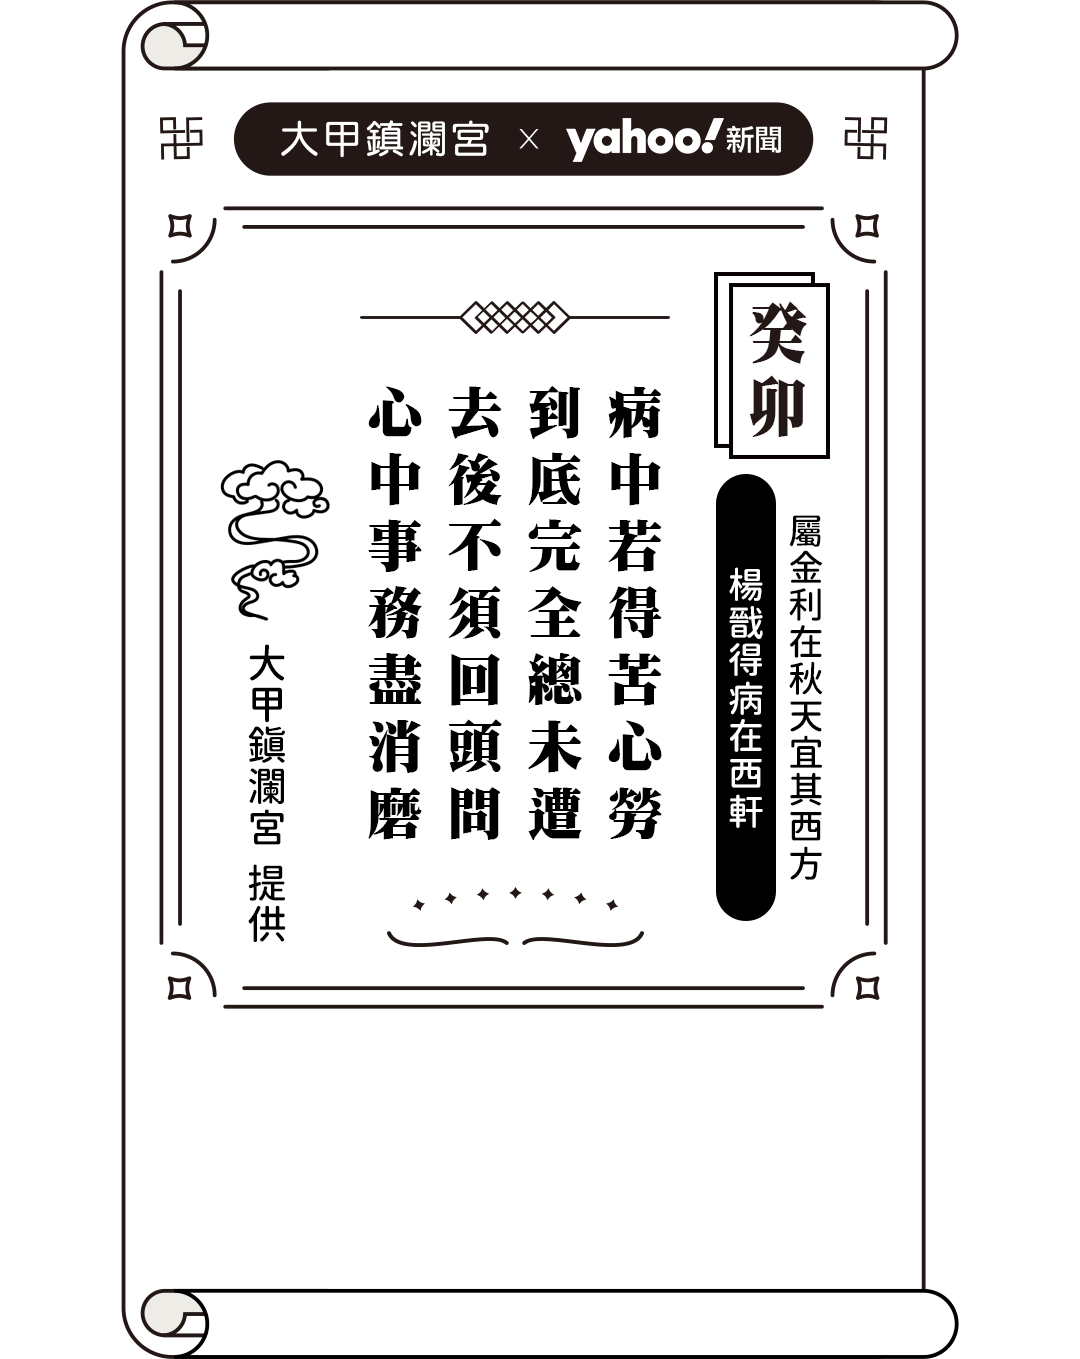 大甲鎮瀾宮 × yahoo!新聞
癸卯
屬金利在秋天宜其西方
楊戩得病在西軒
病中若得苦心勞
到底完全總未遭
去後不須回頭問
心中事務盡消磨
大甲鎮瀾宮 提供